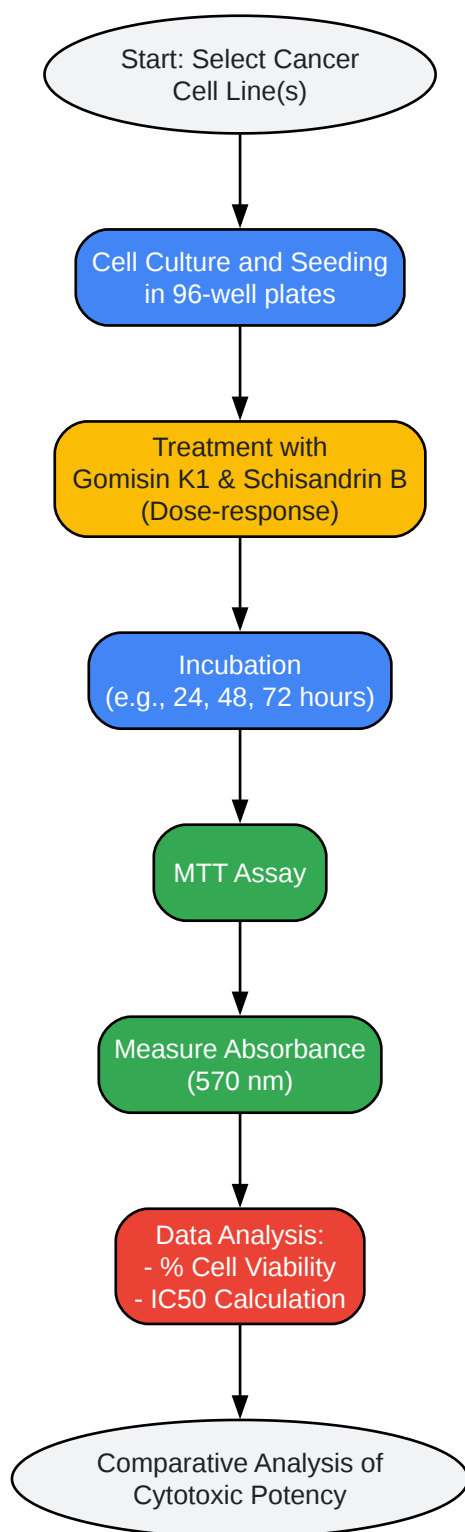 Start: Select Cancer
Cell Line(s)
Cell Culture and Seeding
in 96-well plates
Treatment with
Gomisin K1 & Schisandrin B
(Dose-response)
Incubation
(e.g., 24, 48, 72 hours)
MTT Assay
Measure Absorbance
(570 nm)
Data Analysis:
- % Cell Viability
- IC50 Calculation
Comparative Analysis of
Cytotoxic Potency